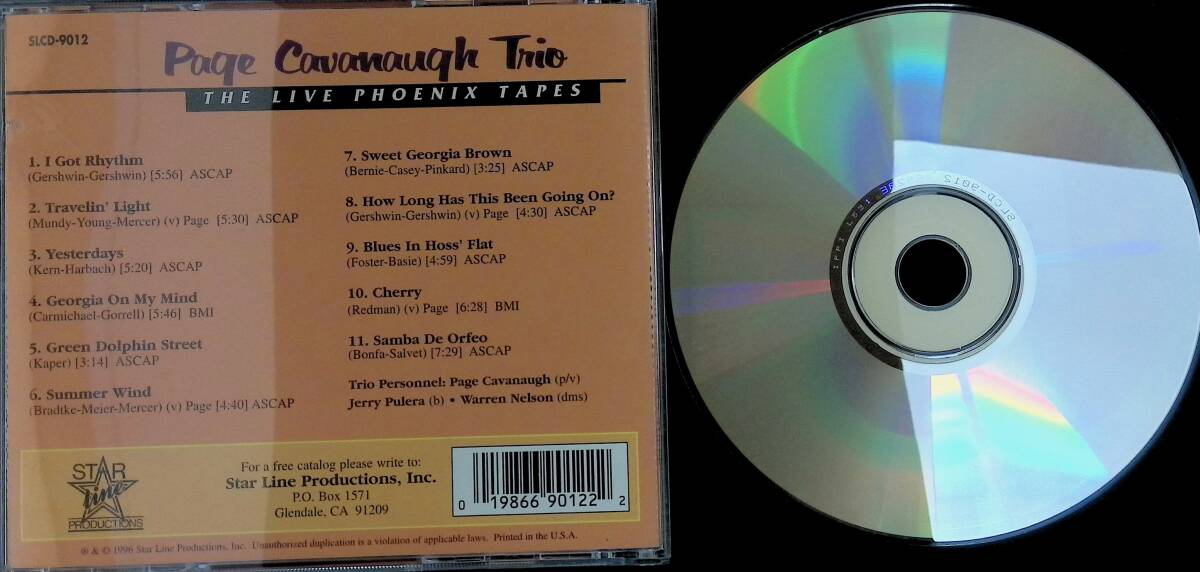 SLCD-9012
Page Cavanaugh Trio
THE LIVE PHOENIX TAPES
1. I Got Rhythm
(Gershwin-Gershwin) [5:56] ASCAP
2. Travelin' Light
(Mundy-Young-Mercer) (v) Page [5:30] ASCAP
3. Yesterdays
(Kern-Harbach) [5:20] ASCAP
4. Georgia On My Mind
(Carmichael-Gorrell) [5:46] BMI
5. Green Dolphin Street
(Kaper) [3:14] ASCAP
6. Summer Wind
(Bradtke-Meier-Mercer) (v) Page [4:40] ASCAP
7. Sweet Georgia Brown
(Bernie-Casey-Pinkard) [3:25] ASCAP
8. How Long Has This Been Going On?
(Gershwin-Gershwin) (v) Page [4:30] ASCAP
9. Blues In Hoss' Flat
(Foster-Basie) [4:59] ASCAP
10. Cherry
(Redman) (v) Page [6:28] BMI
11. Samba De Orfeo
(Bonfa-Salvet) [7:29] ASCAP
Trio Personnel: Page Cavanaugh (p/v)
Jerry Pulera (b) • Warren Nelson (dms)
STAR
line
PRODUCTIONS
For a free catalog please write to:
Star Line Productions, Inc.
P.O. Box 1571
Glendale, CA 91209
0 19866 90122 2
℗ & © 1996 Star Line Productions, Inc. Unauthorized duplication is a violation of applicable laws. Printed in the U.S.A.
SLCD-9012